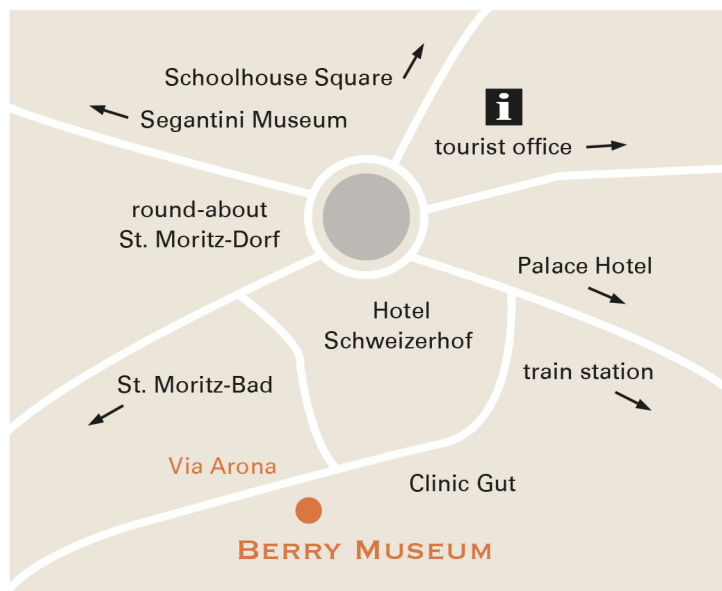 Schoolhouse Square
Segantini Museum
i
tourist office
round-about
St. Moritz-Dorf
Palace Hotel
Hotel
Schweizerhof
train station
St. Moritz-Bad
Via Arona
Clinic Gut
BERRY MUSEUM